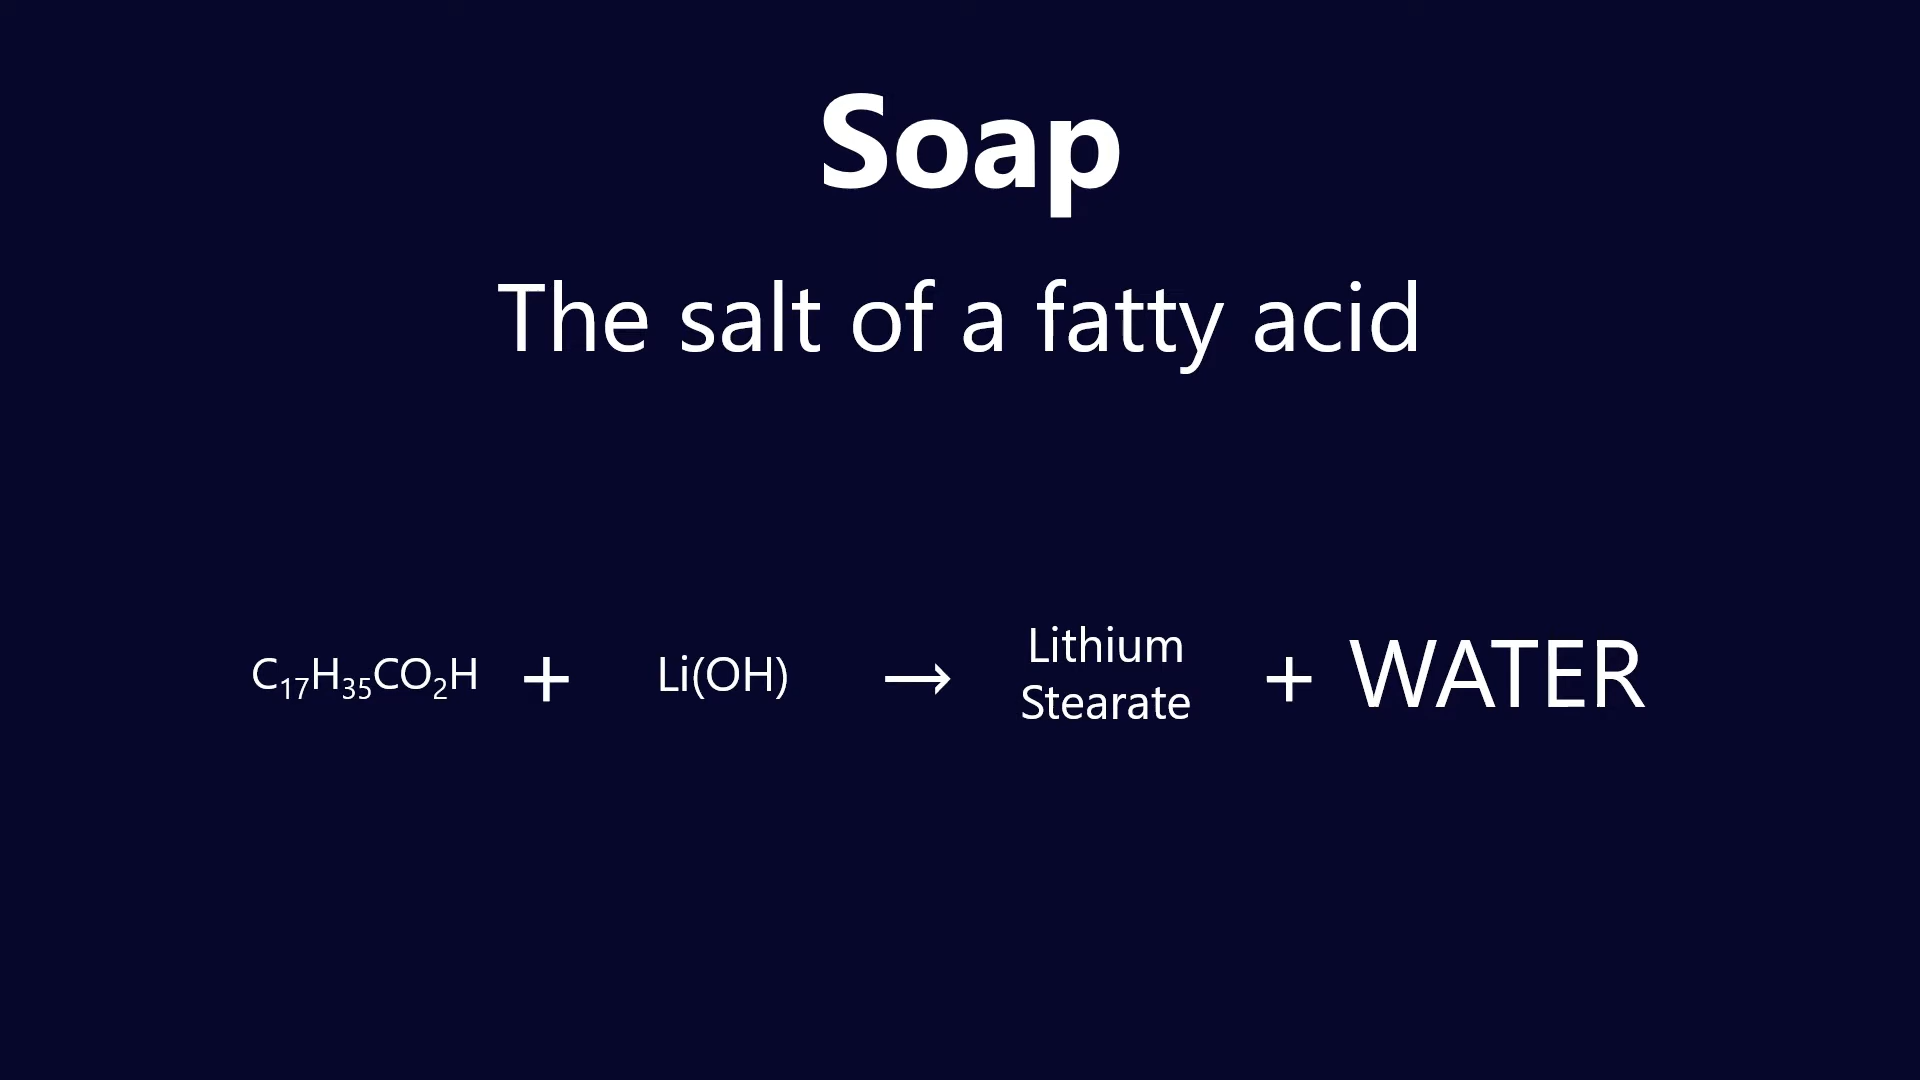 Soap
The salt of a fatty acid
C₁₇H₃₅CO₂H + Li(OH) → Lithium Stearate + WATER